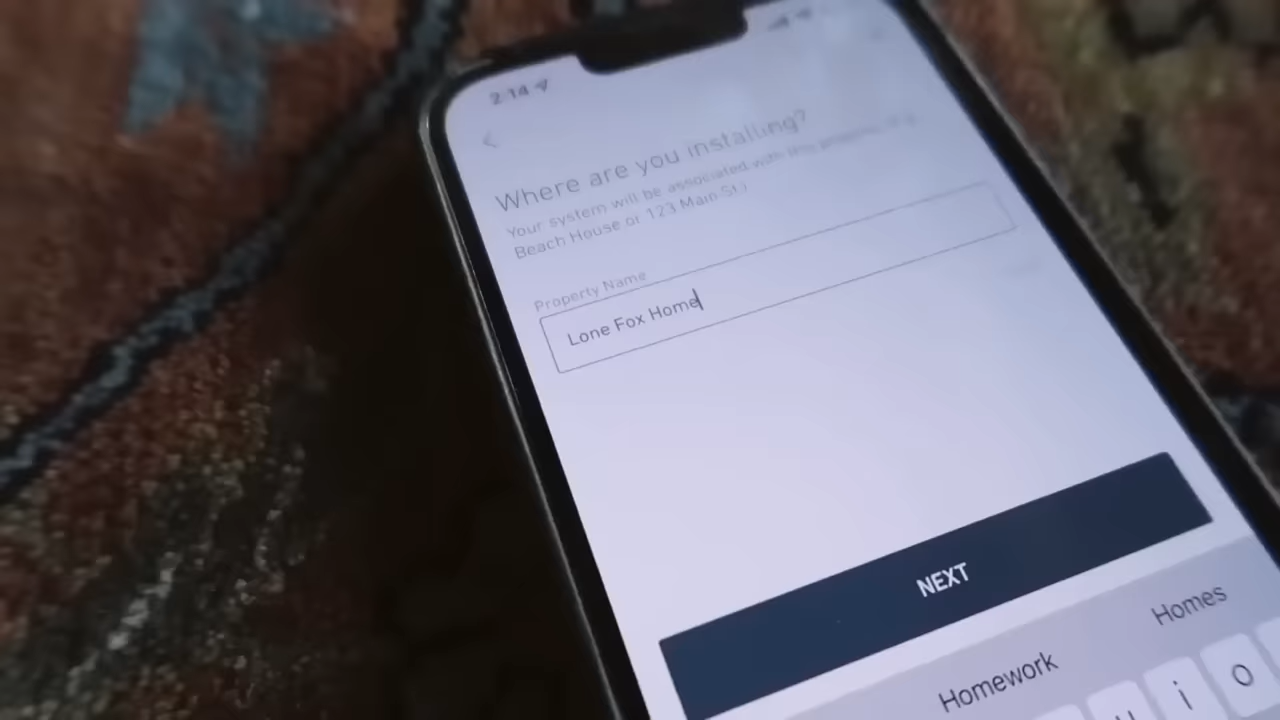 2:14
Where are you installing?
Your system will be associated with this property.
Beach House or 123 Main St.)
Property Name
Lone Fox Home
NEXT
Homework Homes
u i o